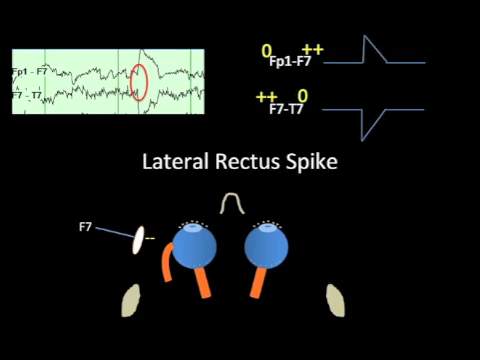 0 ++
Fp1-F7
Fp1 – F7
F7 – T7
++ 0
F7-T7
Lateral Rectus Spike
F7
--